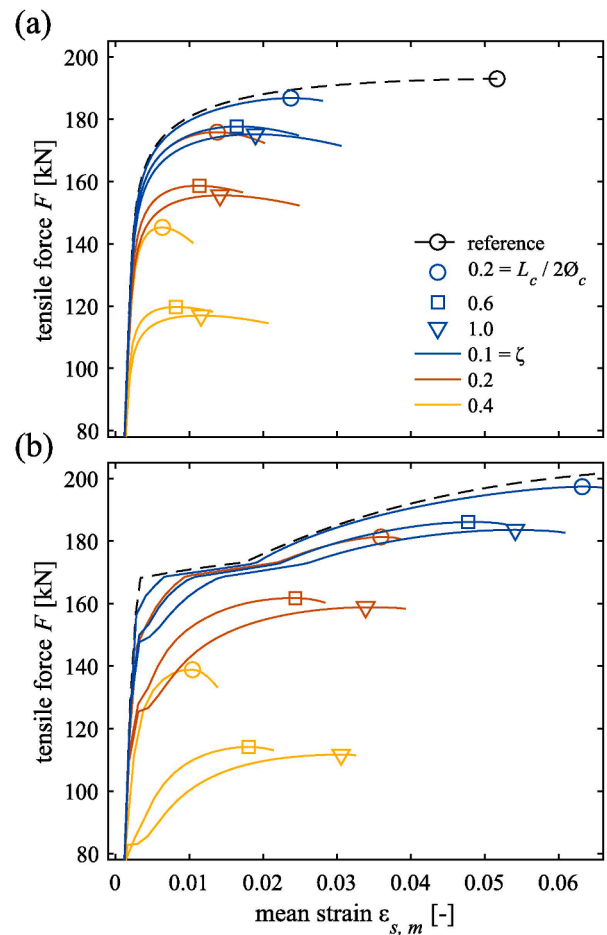 (a)
200
180
160
140
120
100
80
tensile force F [kN]
reference
0.2 = L_c / 2Ø_c
0.6
1.0
0.1 = ζ
0.2
0.4
(b)
200
180
160
140
120
100
80
tensile force F [kN]
0 0.01 0.02 0.03 0.04 0.05 0.06
mean strain ε_{s, m} [-]